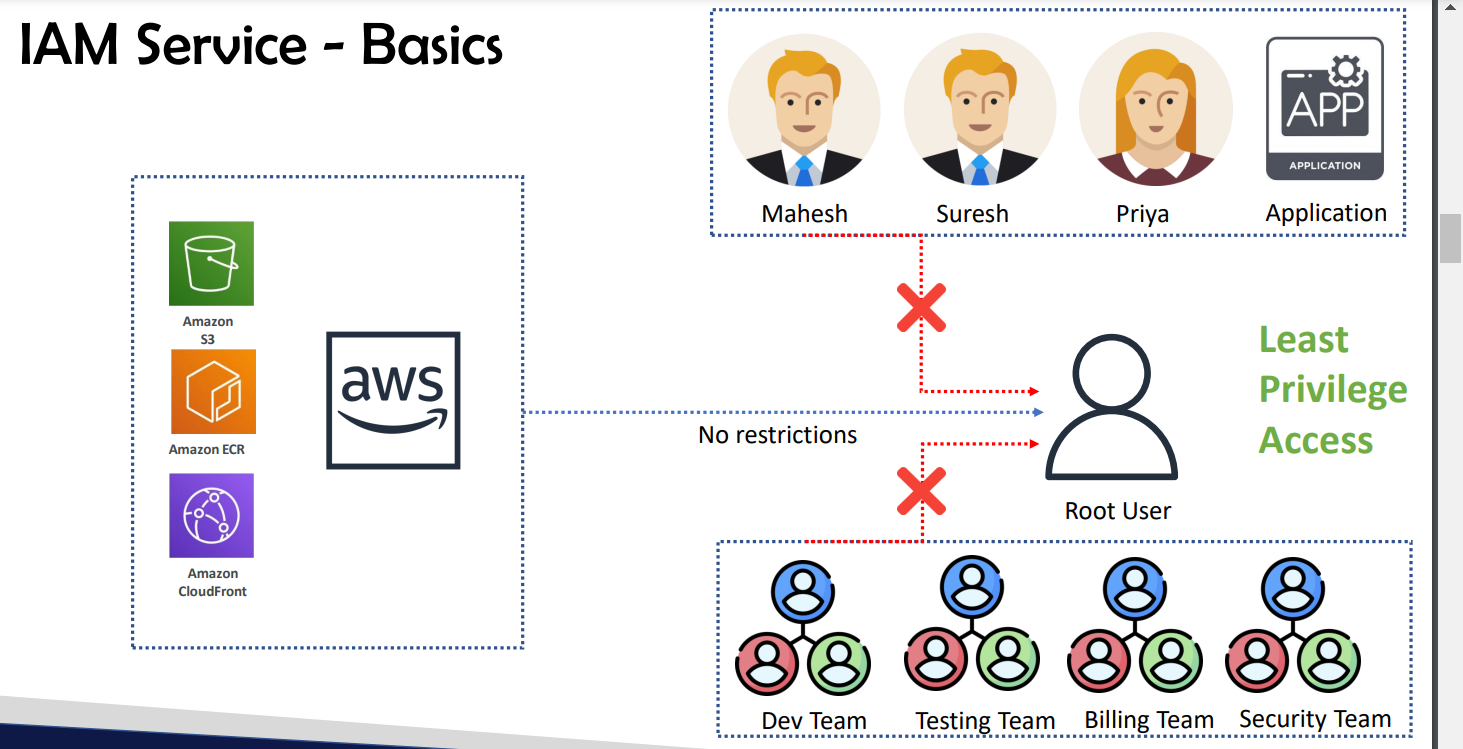 IAM Service - Basics
APP
APPLICATION
Mahesh
Suresh
Priya
Application
Amazon
S3
Amazon ECR
Amazon
CloudFront
aws
No restrictions
Least
Privilege
Access
Root User
Dev Team
Testing Team
Billing Team
Security Team